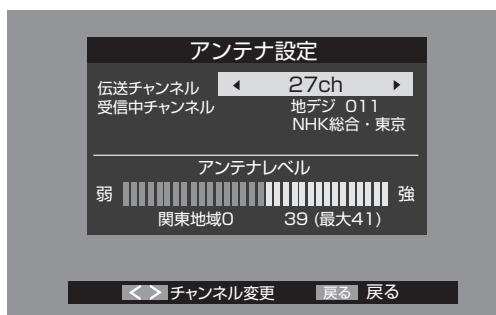 アンテナ設定
伝送チャンネル ◀ 27ch ▶
受信中チャンネル 地デジ 011
NHK総合・東京
アンテナレベル
弱 強
関東地域0 39 (最大41)
＜＞ チャンネル変更 戻る 戻る